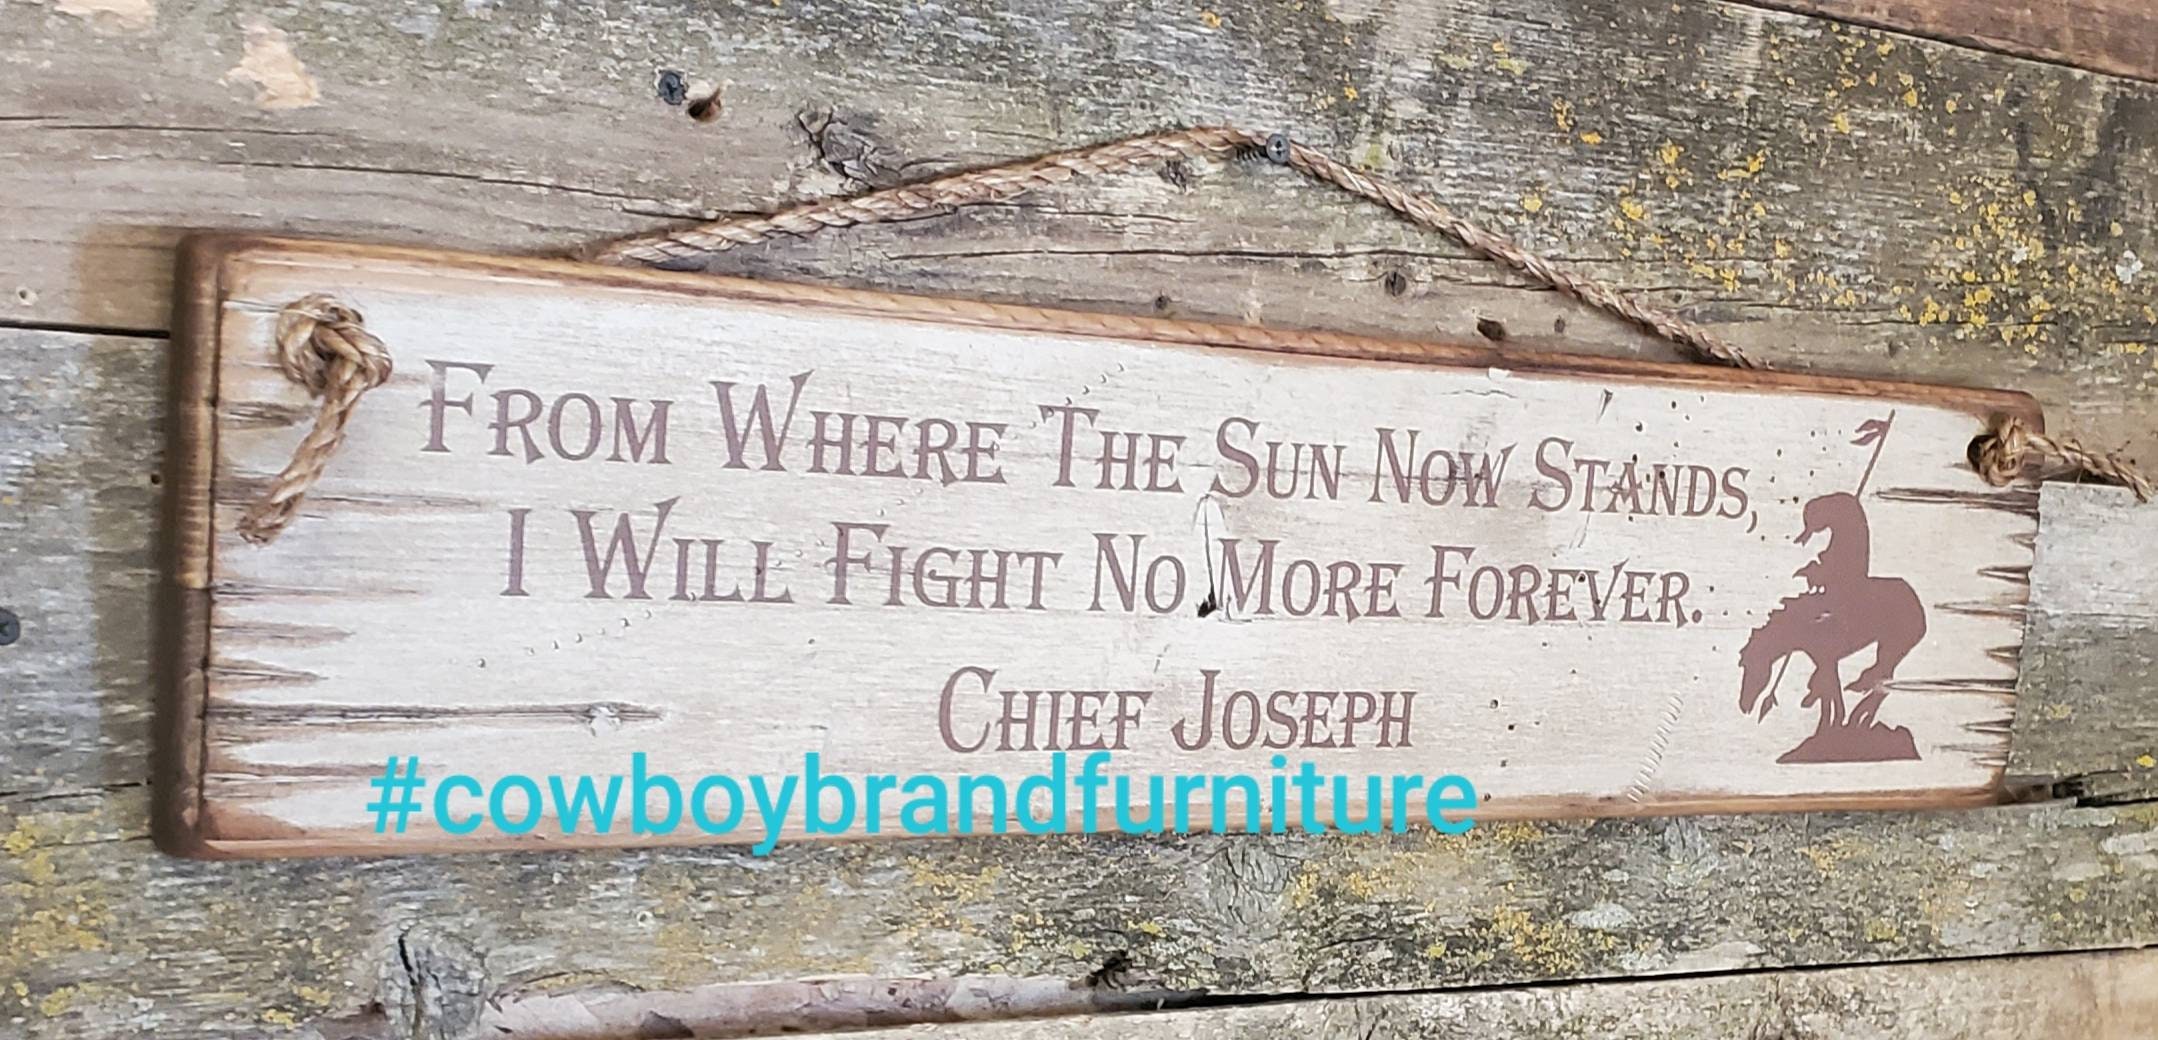 From Where The Sun Now Stands,
I Will Fight No More Forever.
Chief Joseph
#cowboybrandfurniture